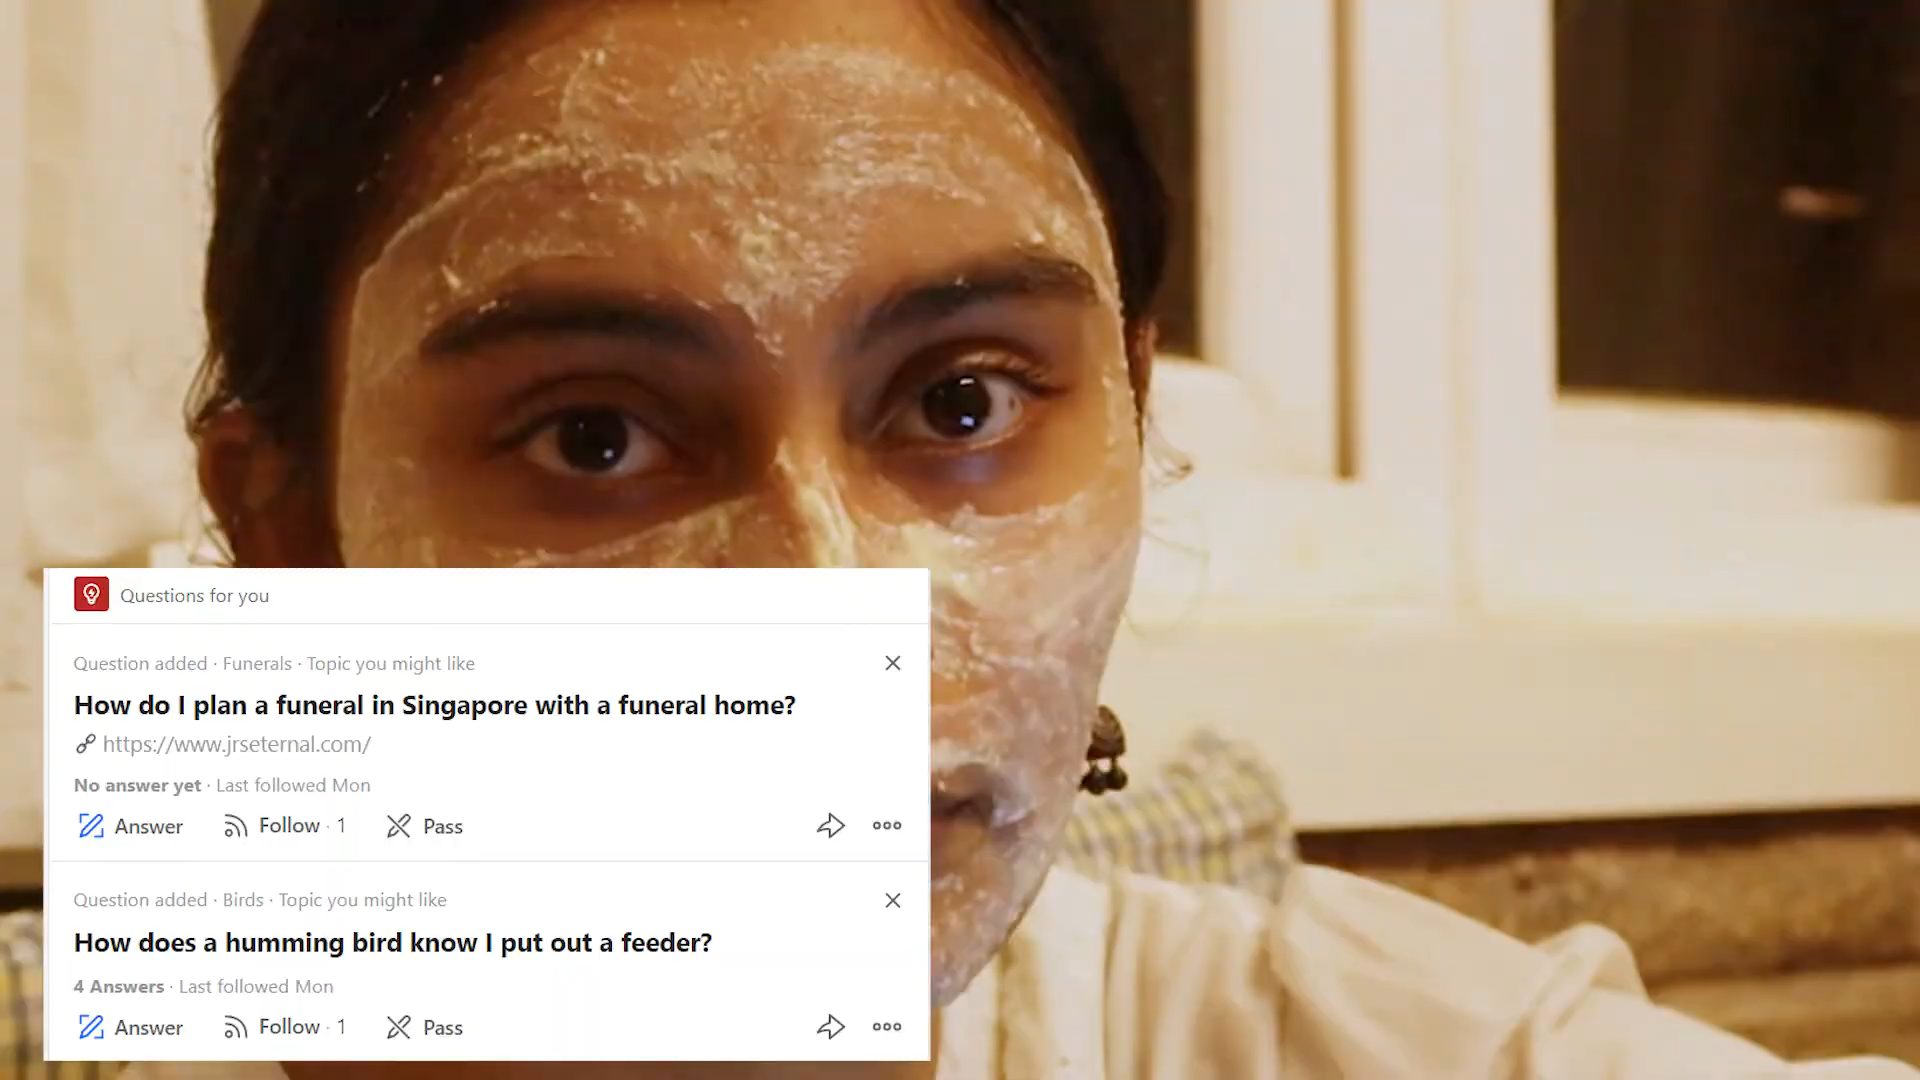 Questions for you
Question added · Funerals · Topic you might like
How do I plan a funeral in Singapore with a funeral home?
https://www.jrseternal.com/
No answer yet · Last followed Mon
Answer Follow · 1 Pass
Question added · Birds · Topic you might like
How does a humming bird know I put out a feeder?
4 Answers · Last followed Mon
Answer Follow · 1 Pass